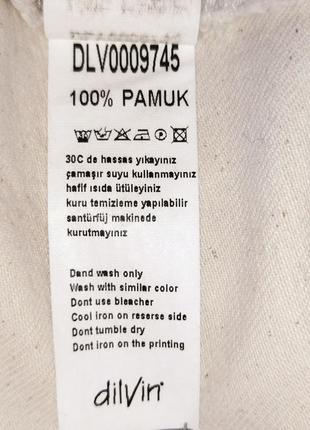 DLV0009745
100% PAMUK
30C de hassas yıkayınız
çamaşır suyu kullanmayınız
hafif ısıda ütüleyiniz
kuru temizleme yapılabilir
santürfüj makinede
kurutmayınız
Dand wash only
Wash with similar color
Dont use bleacher
Cool iron on reserse side
Dont tumble dry
Dont iron on the printing
dilvin